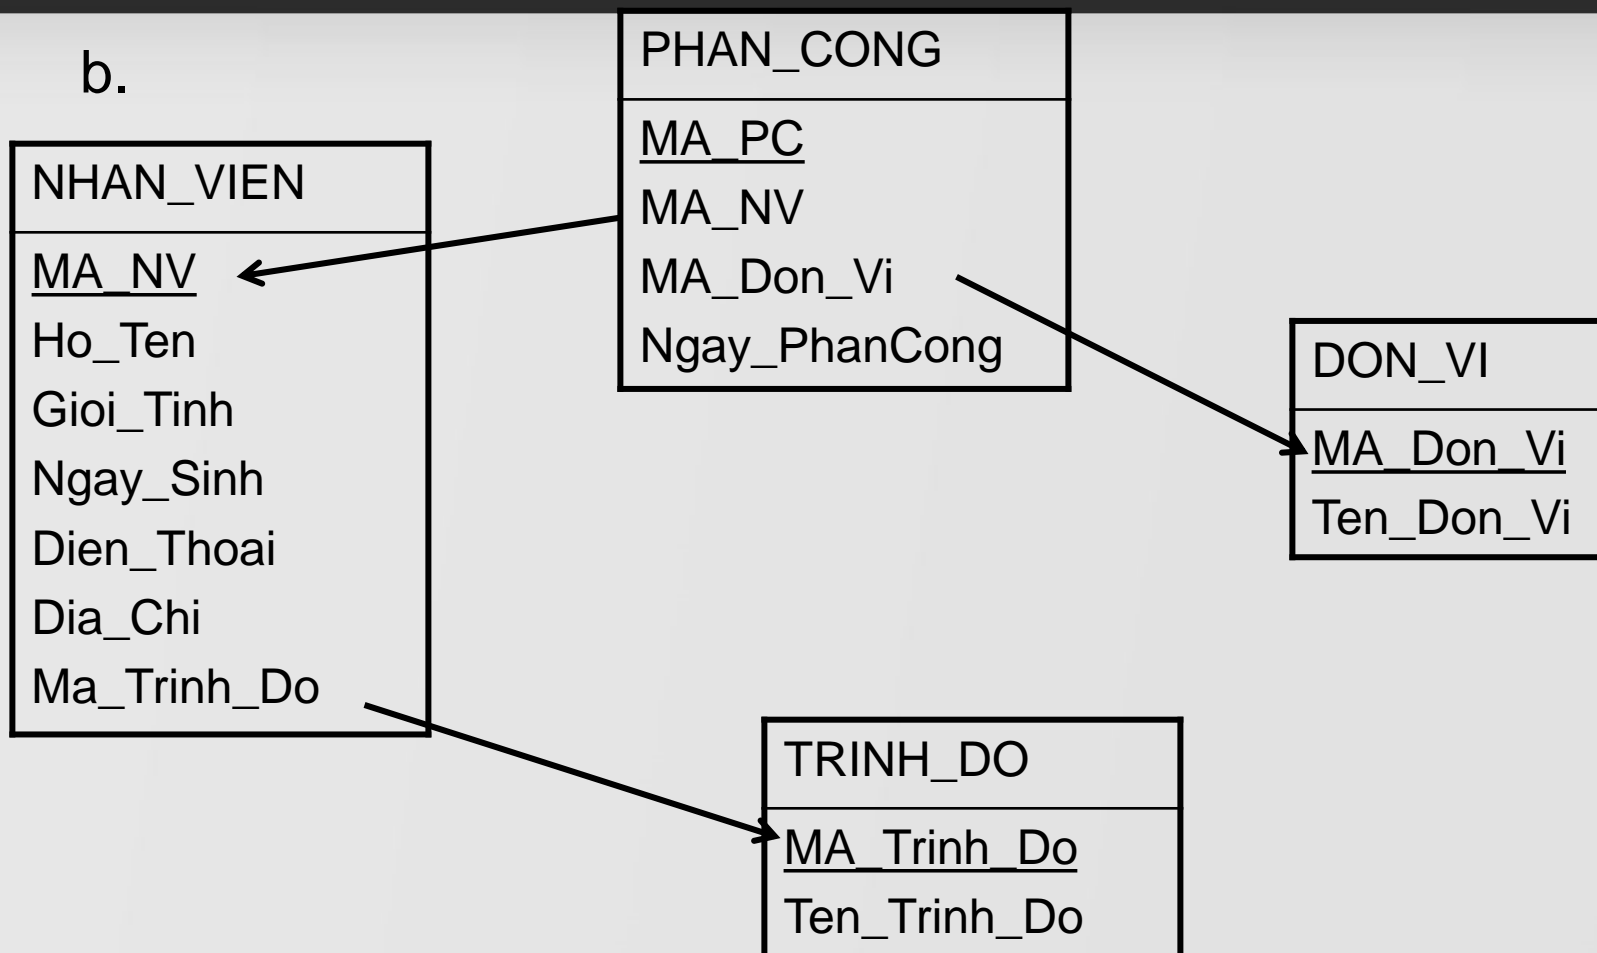 b.
NHAN_VIEN
MA_NV
Ho_Ten
Gioi_Tinh
Ngay_Sinh
Dien_Thoai
Dia_Chi
Ma_Trinh_Do
PHAN_CONG
MA_PC
MA_NV
MA_Don_Vi
Ngay_PhanCong
DON_VI
MA_Don_Vi
Ten_Don_Vi
TRINH_DO
MA_Trinh_Do
Ten_Trinh_Do